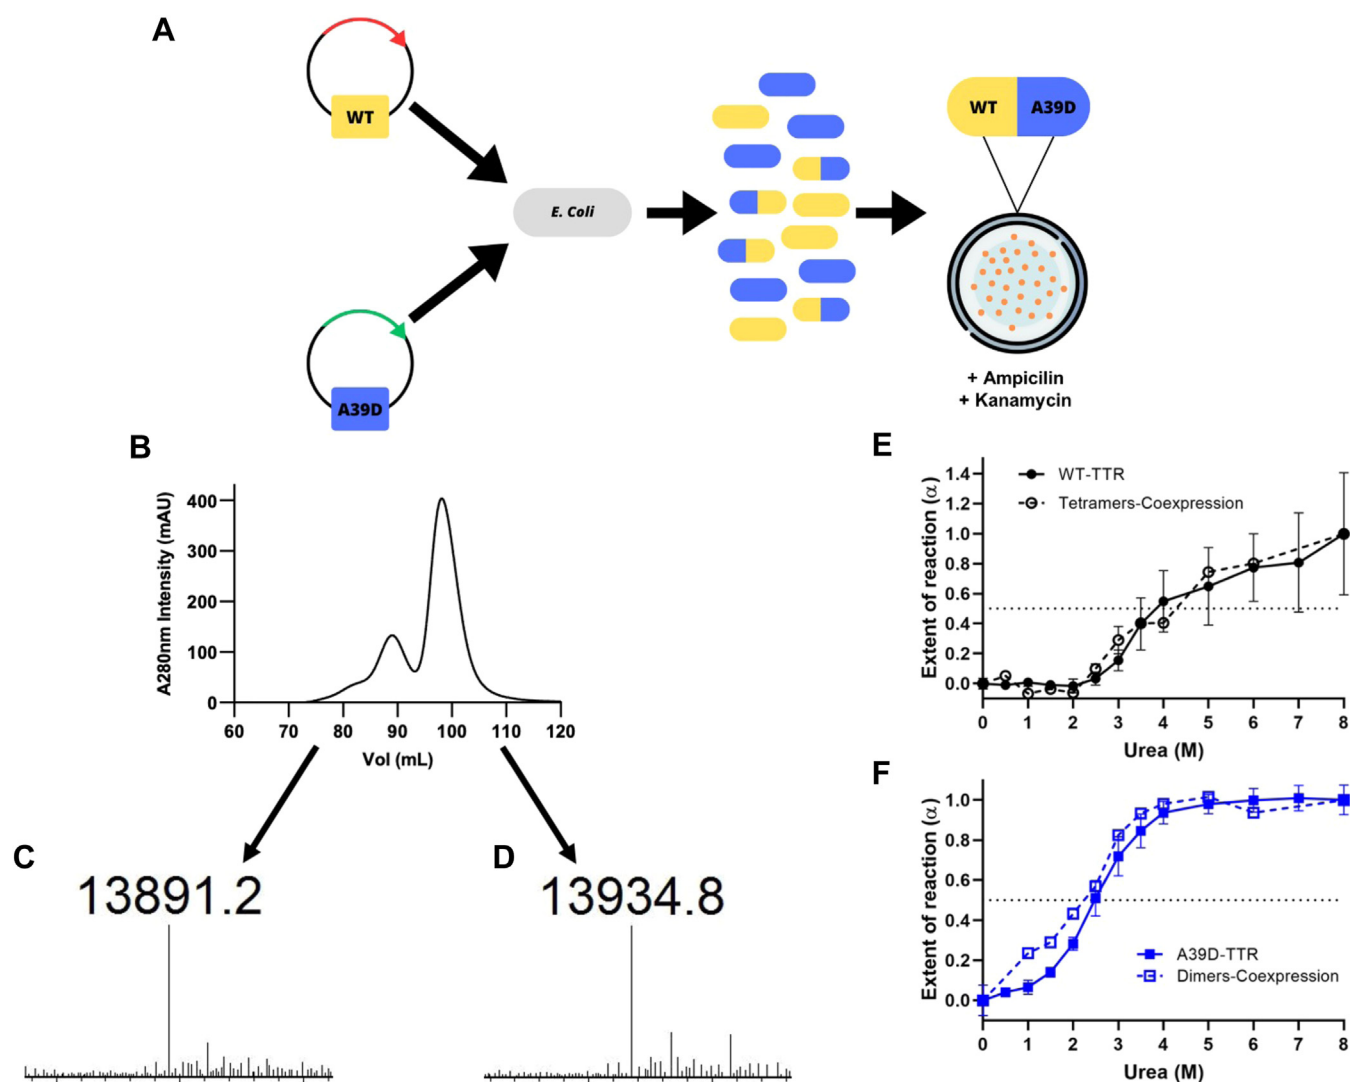 A
WT
E. Coli
A39D
WT A39D
+ Ampicilin
+ Kanamycin
B
A280nm Intensity (mAU)
400
300
200
100
0
60 70 80 90 100 110 120
Vol (mL)
C
13891.2
D
13934.8
E
Extent of reaction (α)
1.4
1.2
1.0
0.8
0.6
0.4
0.2
0.0
WT-TTR
Tetramers-Coexpression
0 1 2 3 4 5 6 7 8
Urea (M)
F
Extent of reaction (α)
1.0
0.8
0.6
0.4
0.2
0.0
A39D-TTR
Dimers-Coexpression
0 1 2 3 4 5 6 7 8
Urea (M)